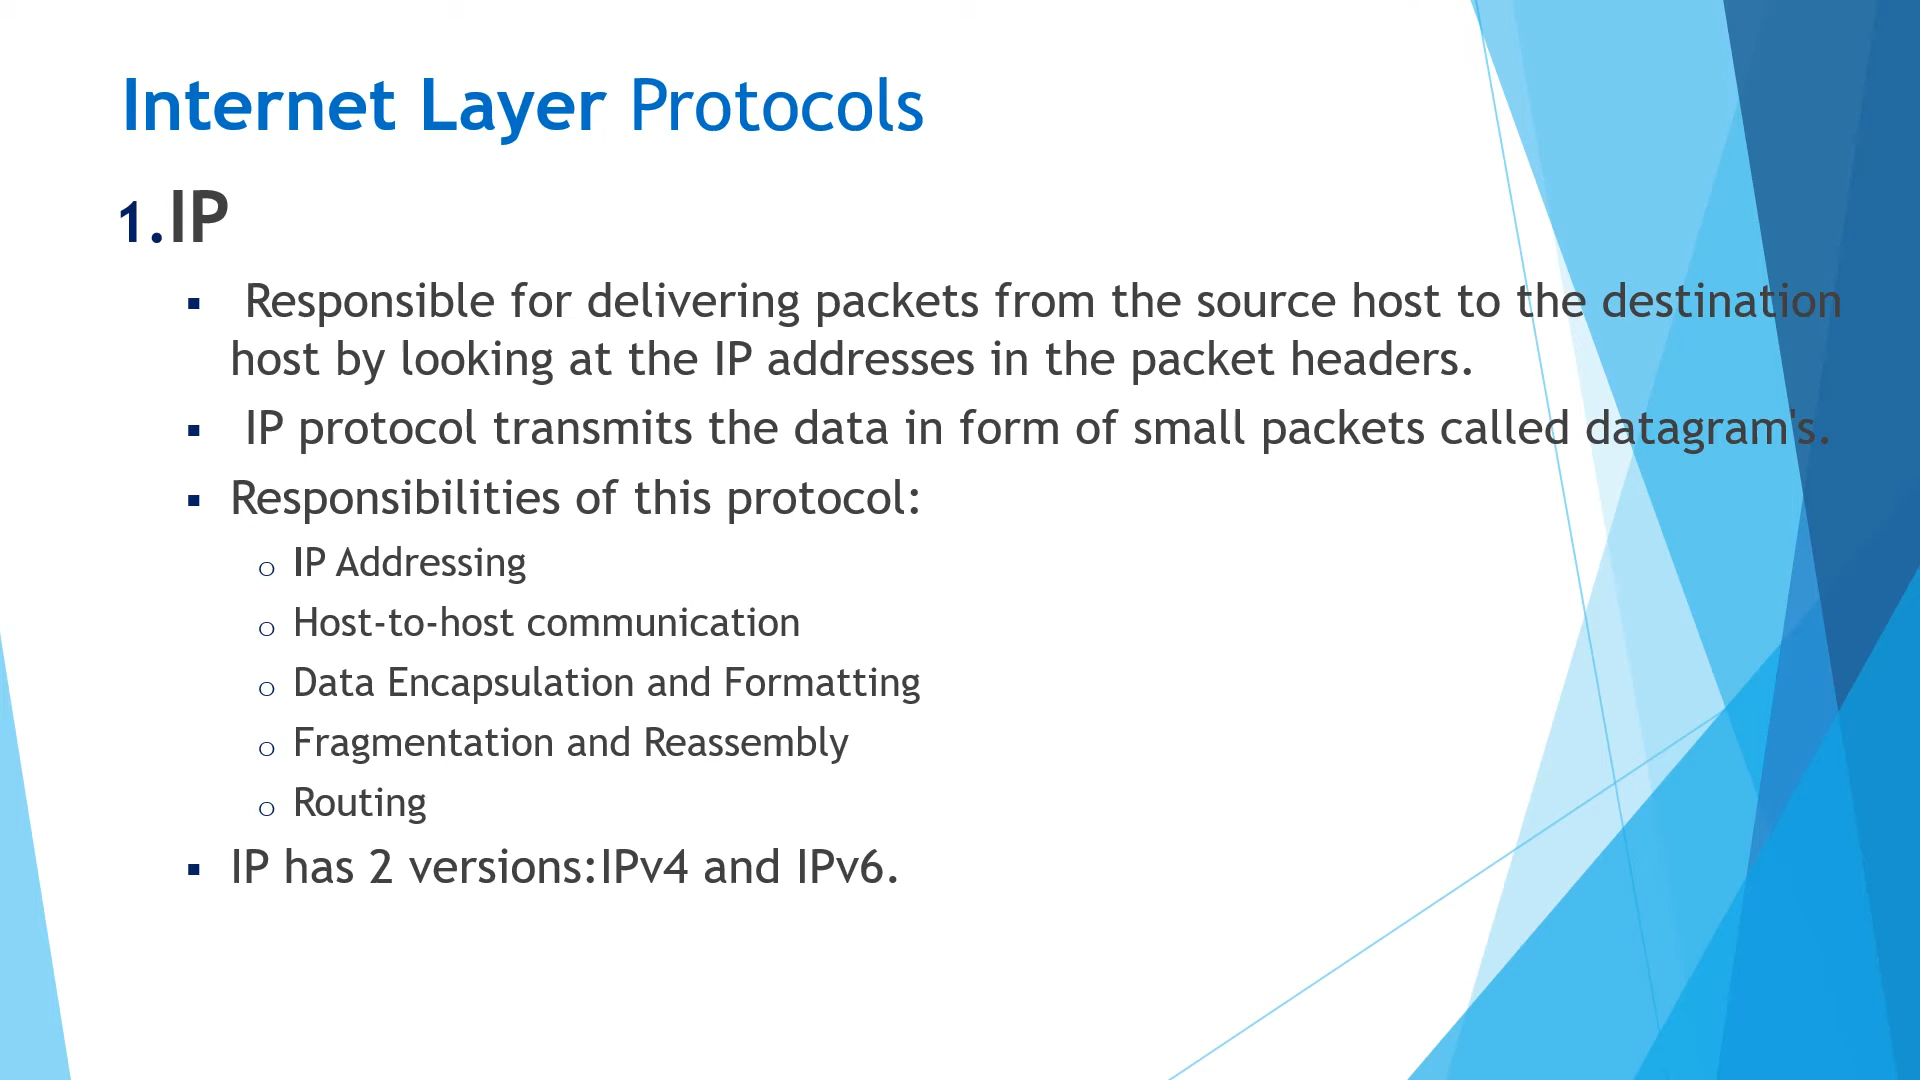 Internet Layer Protocols
1.IP
▪ Responsible for delivering packets from the source host to the destination
host by looking at the IP addresses in the packet headers.
▪ IP protocol transmits the data in form of small packets called datagram's.
▪ Responsibilities of this protocol:
o IP Addressing
o Host-to-host communication
o Data Encapsulation and Formatting
o Fragmentation and Reassembly
o Routing
▪ IP has 2 versions:IPv4 and IPv6.